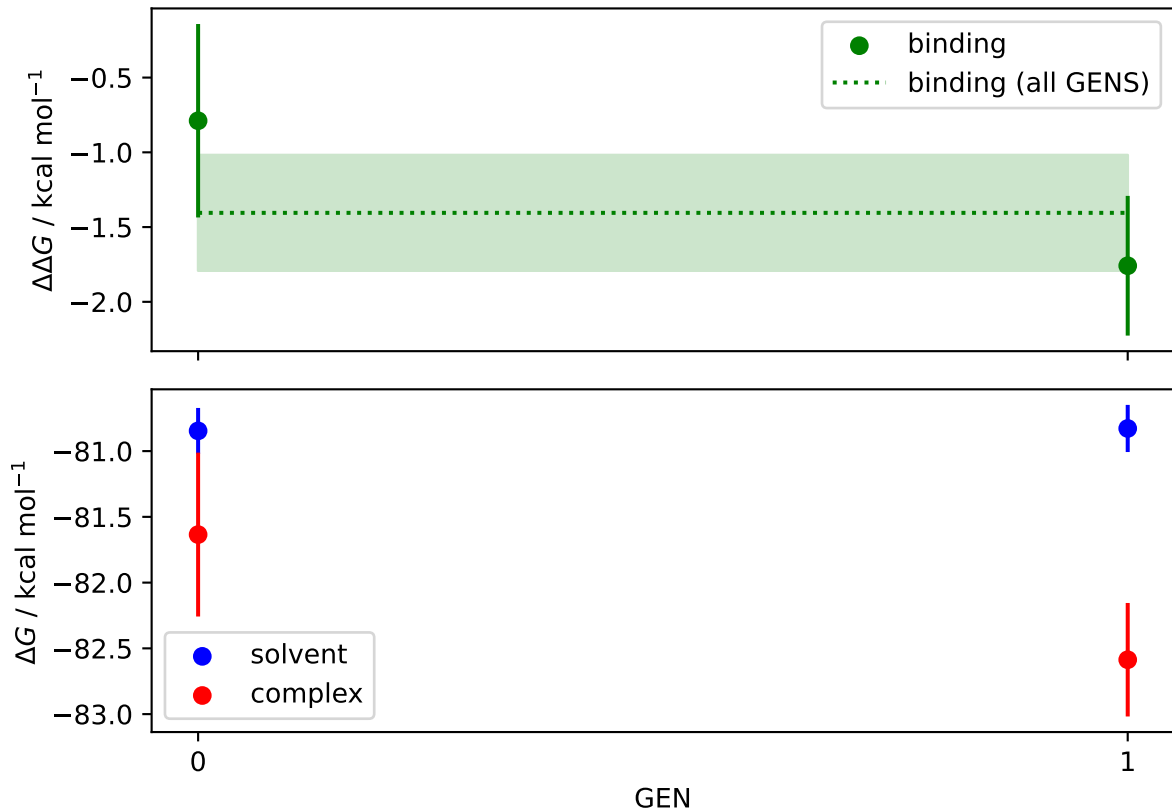 binding
binding (all GENS)
−0.5
−1.0
−1.5
−2.0
ΔΔG / kcal mol⁻¹
−81.0
−81.5
−82.0
−82.5
−83.0
ΔG / kcal mol⁻¹
solvent
complex
0
1
GEN